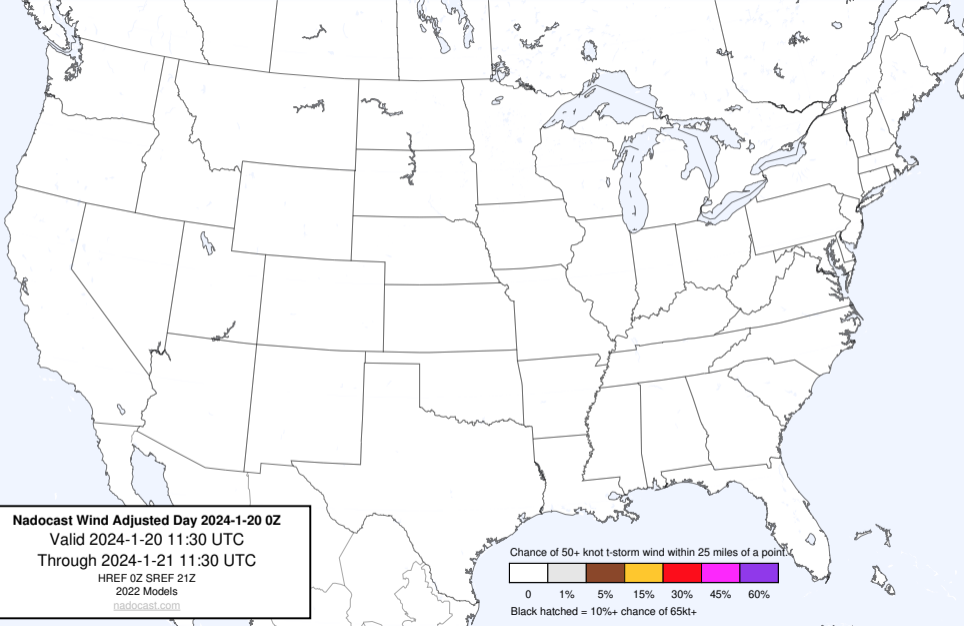 Nadocast Wind Adjusted Day 2024-1-20 0Z
Valid 2024-1-20 11:30 UTC
Through 2024-1-21 11:30 UTC
HREF 0Z SREF 21Z
2022 Models
nadocast.com
Chance of 50+ knot t-storm wind within 25 miles of a point.
0 1% 5% 15% 30% 45% 60%
Black hatched = 10%+ chance of 65kt+